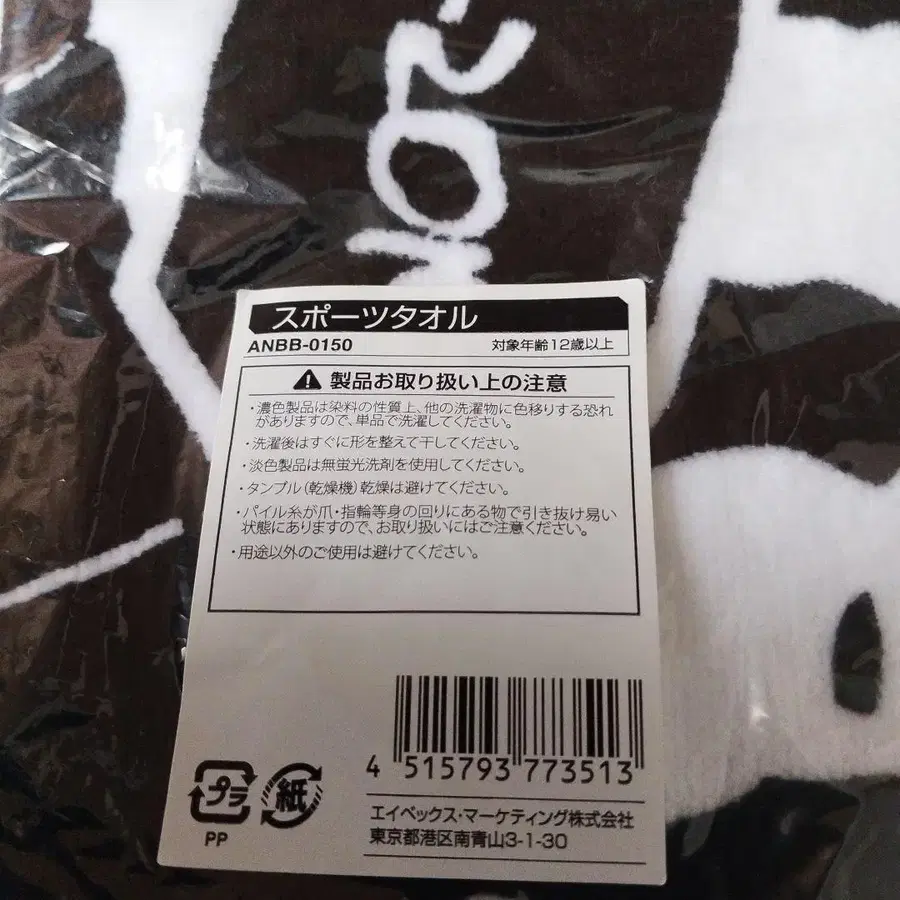 スポーツタオル
ANBB-0150 対象年齢12歳以上
製品お取り扱い上の注意
・濃色製品は染料の性質上、他の洗濯物に色移りする恐れ
がありますので、単品で洗濯してください。
・洗濯後はすぐに形を整えて干してください。
・淡色製品は無蛍光洗剤を使用してください。
・タンブル(乾燥機)乾燥は避けてください。
・パイル糸が爪・指輪等身の回りにある物で引き抜け易い
状態にありますので、お取り扱いにはご注意ください。
・用途以外のご使用は避けてください。
4 515793 773513
プラ 紙
PP
エイベックス・マーケティング株式会社
東京都港区南青山3-1-30